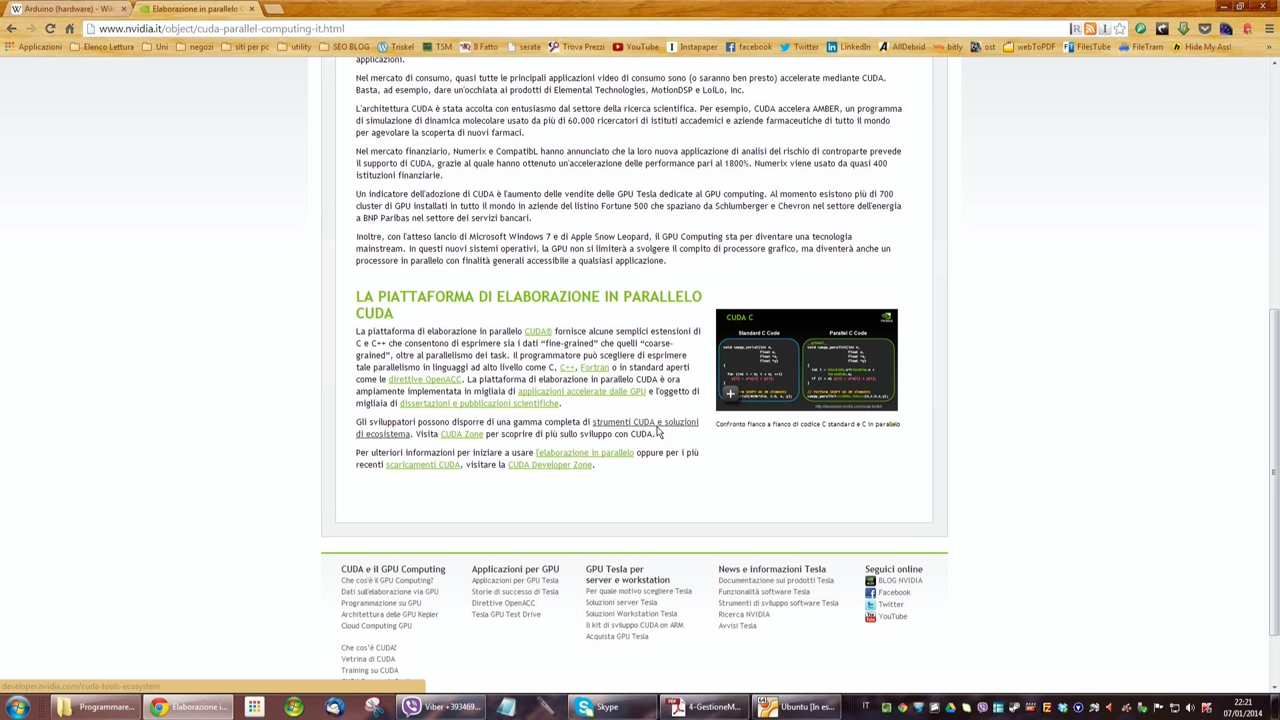 Arduino (hardware) - Wiki
Elaborazione in parallelo
www.nvidia.it/object/cuda-parallel-computing-it.html
Applicazioni Elenco Lettura Uni negozi siti per pc utility SEO BLOG Triskel TSM Il Fatto serate Trova Prezzi YouTube Instapaper facebook Twitter LinkedIn AllDebrid bitly ost webToPDF FilesTube FileTram Hide My Ass! »
applicazioni.
Nel mercato di consumo, quasi tutte le principali applicazioni video di consumo sono (o saranno ben presto) accelerate mediante CUDA.
Basta, ad esempio, dare un'occhiata ai prodotti di Elemental Technologies, MotionDSP e LoiLo, Inc.
L'architettura CUDA è stata accolta con entusiasmo dal settore della ricerca scientifica. Per esempio, CUDA accelera AMBER, un programma
di simulazione di dinamica molecolare usato da più di 60.000 ricercatori di istituti accademici e aziende farmaceutiche di tutto il mondo
per agevolare la scoperta di nuovi farmaci.
Nel mercato finanziario, Numerix e CompatibL hanno annunciato che la loro nuova applicazione di analisi del rischio di controparte prevede
il supporto di CUDA, grazie al quale hanno ottenuto un'accelerazione delle performance pari al 1800%. Numerix viene usato da quasi 400
istituzioni finanziarie.
Un indicatore dell'adozione di CUDA è l'aumento delle vendite delle GPU Tesla dedicate al GPU computing. Al momento esistono più di 700
cluster di GPU installati in tutto il mondo in aziende del listino Fortune 500 che spaziano da Schlumberger e Chevron nel settore dell'energia
a BNP Paribas nel settore dei servizi bancari.
Inoltre, con l'atteso lancio di Microsoft Windows 7 e di Apple Snow Leopard, il GPU Computing sta per diventare una tecnologia
mainstream. In questi nuovi sistemi operativi, la GPU non si limiterà a svolgere il compito di processore grafico, ma diventerà anche un
processore in parallelo con finalità generali accessibile a qualsiasi applicazione.
LA PIATTAFORMA DI ELABORAZIONE IN PARALLELO
CUDA
La piattaforma di elaborazione in parallelo CUDA® fornisce alcune semplici estensioni di
C e C++ che consentono di esprimere sia i dati “fine-grained” che quelli “coarse-
grained”, oltre al parallelismo dei task. Il programmatore può scegliere di esprimere
tale parallelismo in linguaggi ad alto livello come C, C++, Fortran o in standard aperti
come le direttive OpenACC. La piattaforma di elaborazione in parallelo CUDA è ora
ampiamente implementata in migliaia di applicazioni accelerate dalle GPU e l'oggetto di
migliaia di dissertazioni e pubblicazioni scientifiche.
Gli sviluppatori possono disporre di una gamma completa di strumenti CUDA e soluzioni
di ecosistema. Visita CUDA Zone per scoprire di più sullo sviluppo con CUDA.
Per ulteriori informazioni per iniziare a usare l'elaborazione in parallelo oppure per i più
recenti scaricamenti CUDA, visitare la CUDA Developer Zone.
CUDA C
Standard C Code Parallel C Code
Confronto fianco a fianco di codice C standard e C in parallelo
CUDA e il GPU Computing
Che cos'è il GPU Computing?
Dati sull'elaborazione via GPU
Programmazione su GPU
Architettura delle GPU Kepler
Cloud Computing GPU
Che cos'è CUDA?
Vetrina di CUDA
Training su CUDA
Applicazioni per GPU
Applicazioni per GPU Tesla
Storie di successo di Tesla
Direttive OpenACC
Tesla GPU Test Drive
GPU Tesla per
server e workstation
Per quale motivo scegliere Tesla
Soluzioni server Tesla
Soluzioni Workstation Tesla
Il kit di sviluppo CUDA on ARM
Acquista GPU Tesla
News e informazioni Tesla
Documentazione sui prodotti Tesla
Funzionalità software Tesla
Strumenti di sviluppo software Tesla
Ricerca NVIDIA
Avvisi Tesla
Seguici online
BLOG NVIDIA
Facebook
Twitter
YouTube
developer.nvidia.com/cuda-tools-ecosystem
Programmare... Elaborazione i... Viber +393469... Skype 4-GestioneM... Ubuntu [In es... IT
22:21
07/01/2014